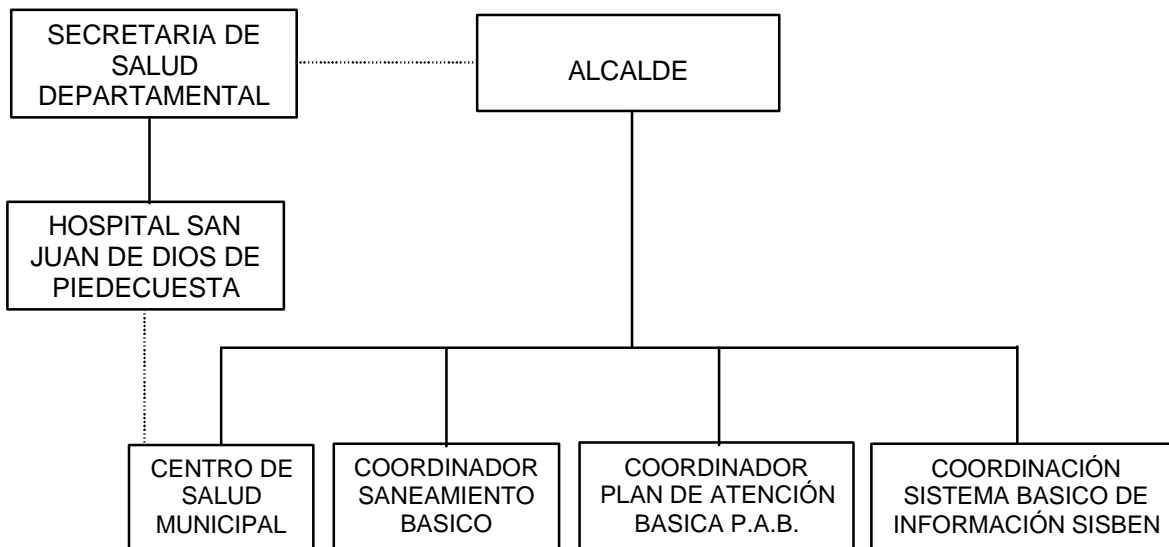 SECRETARIA DE
SALUD
DEPARTAMENTAL
ALCALDE
HOSPITAL SAN
JUAN DE DIOS DE
PIEDECUESTA
CENTRO DE
SALUD
MUNICIPAL
COORDINADOR
SANEAMIENTO
BASICO
COORDINADOR
PLAN DE ATENCIÓN
BASICA P.A.B.
COORDINACIÓN
SISTEMA BASICO DE
INFORMACIÓN SISBEN